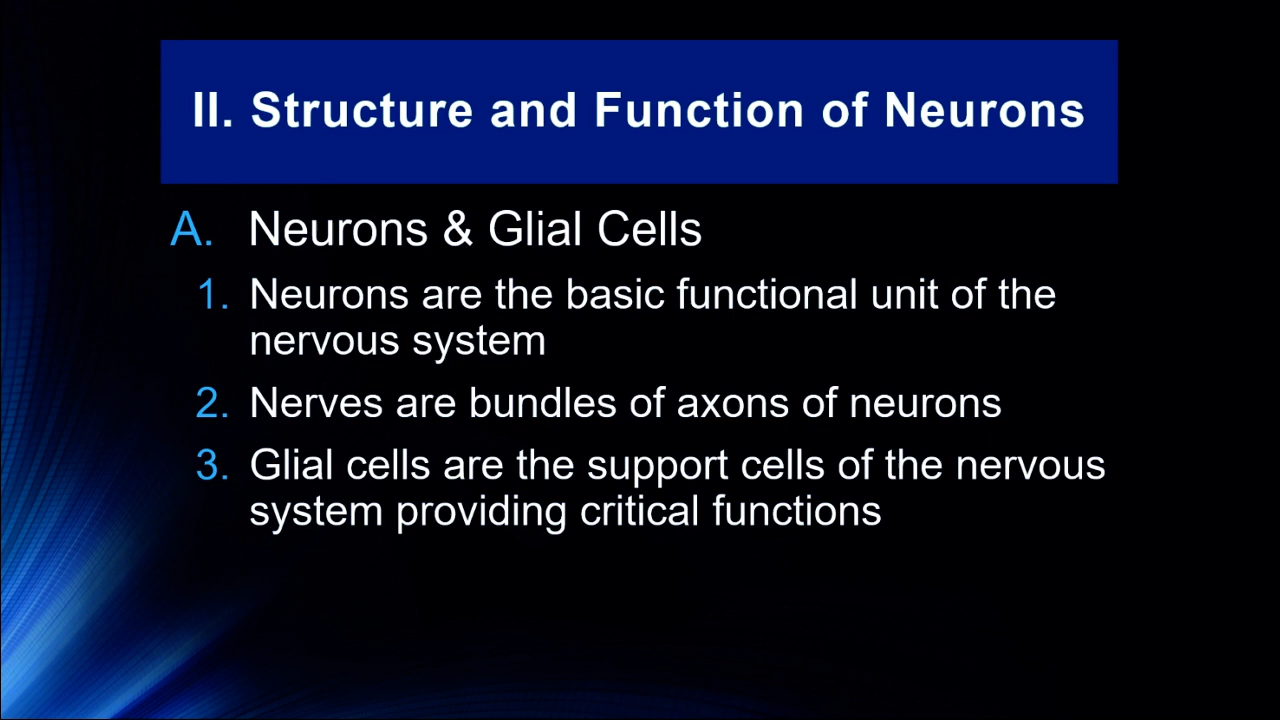 II. Structure and Function of Neurons
A. Neurons & Glial Cells
1. Neurons are the basic functional unit of the
nervous system
2. Nerves are bundles of axons of neurons
3. Glial cells are the support cells of the nervous
system providing critical functions